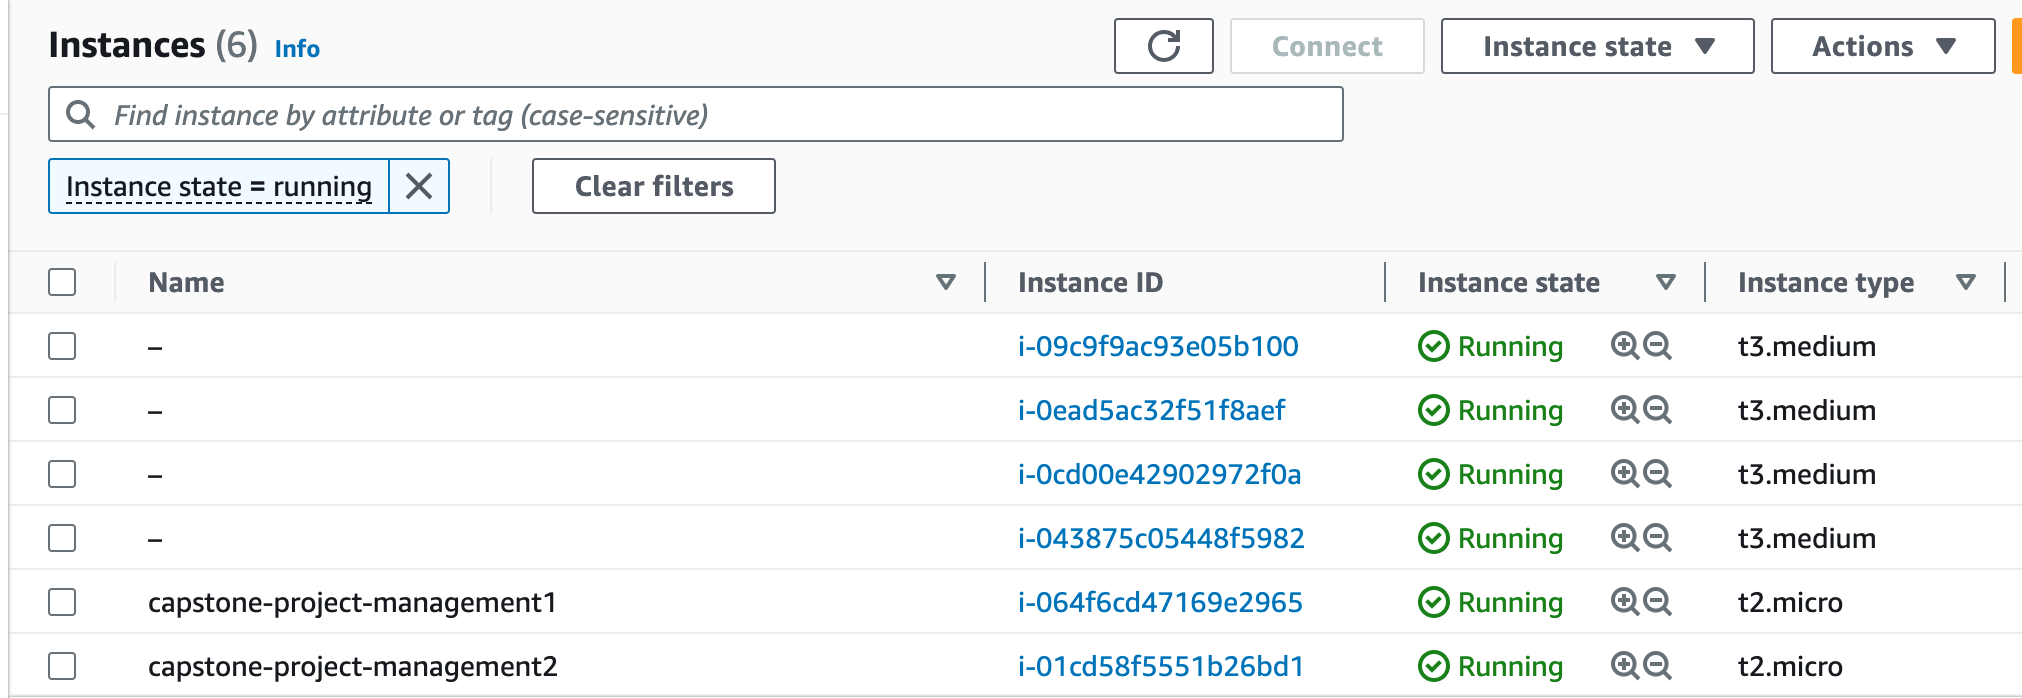 Instances (6) Info
Connect
Instance state
Actions
Find instance by attribute or tag (case-sensitive)
Instance state = running
Clear filters
Name Instance ID Instance state Instance type
– i-09c9f9ac93e05b100 Running t3.medium
– i-0ead5ac32f51f8aef Running t3.medium
– i-0cd00e42902972f0a Running t3.medium
– i-043875c05448f5982 Running t3.medium
capstone-project-management1 i-064f6cd47169e2965 Running t2.micro
capstone-project-management2 i-01cd58f5551b26bd1 Running t2.micro